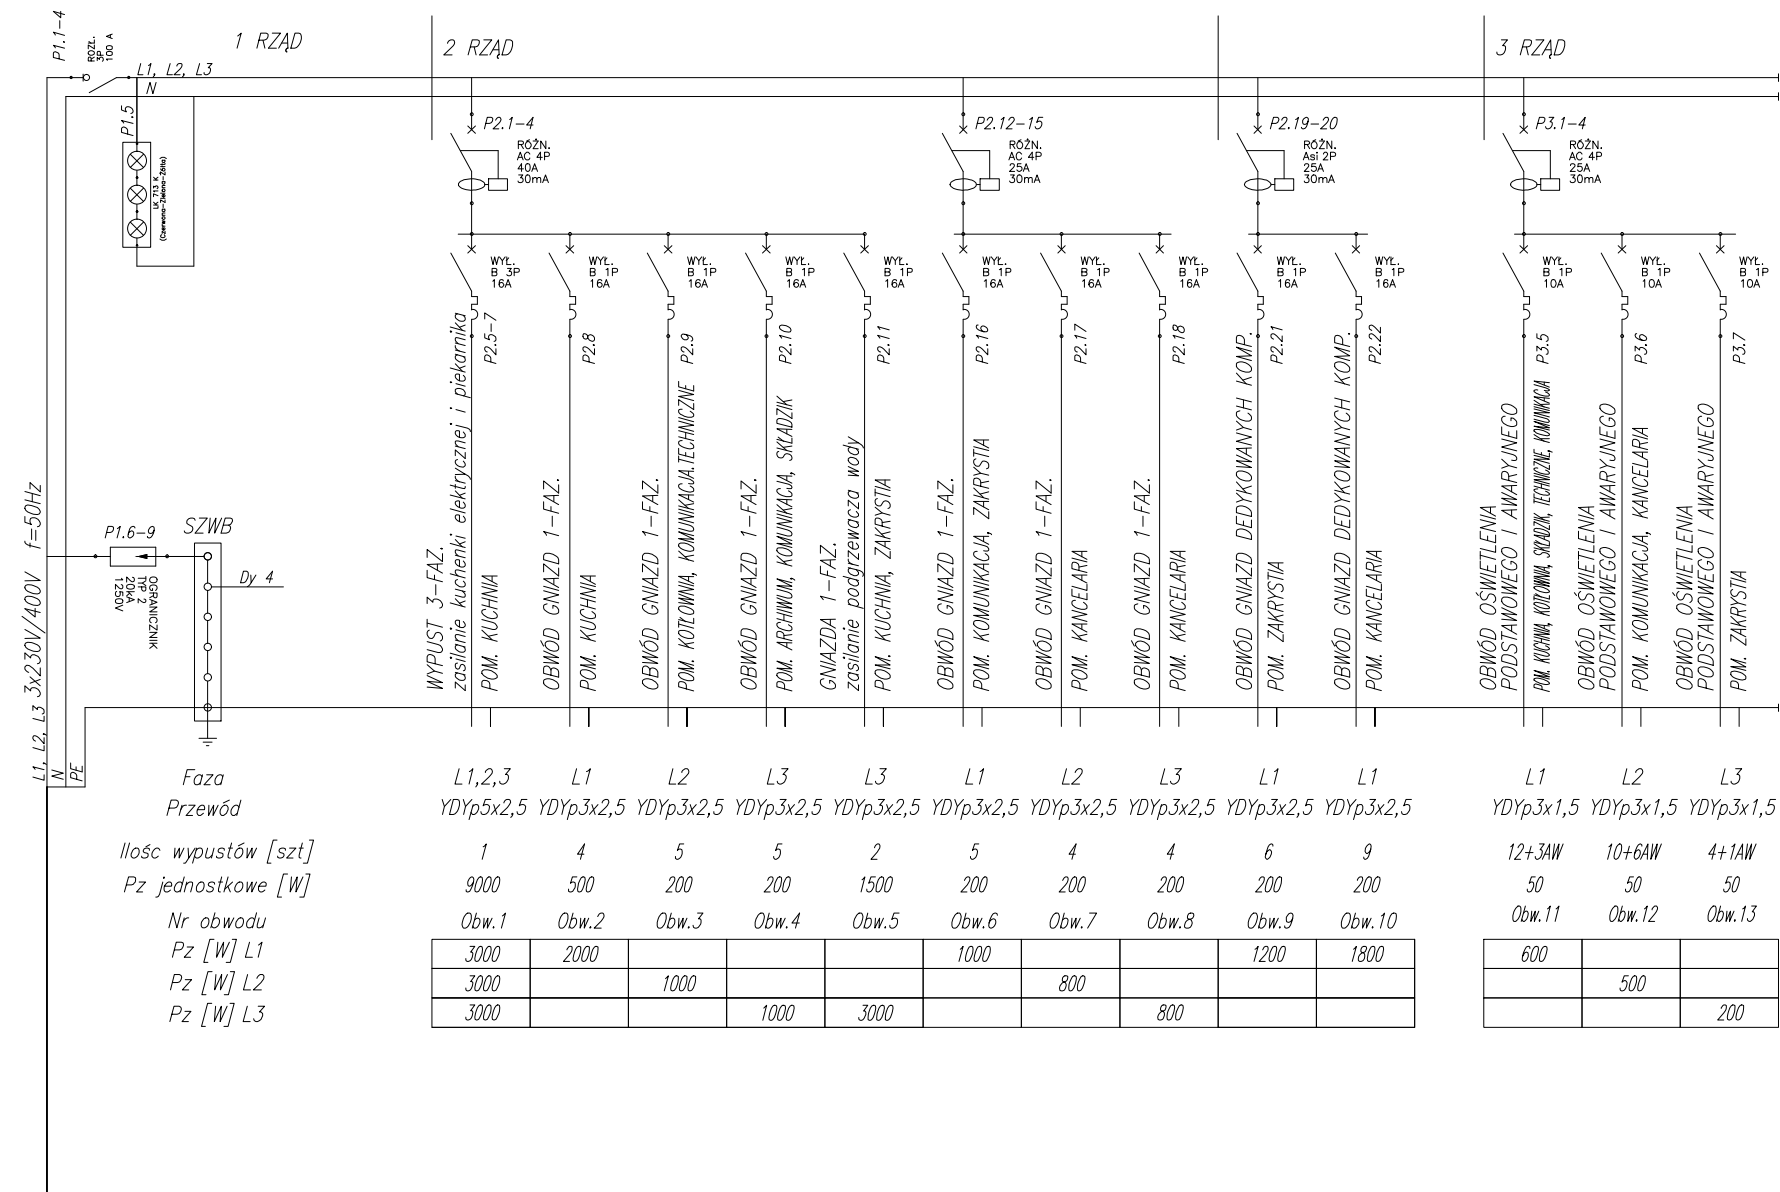 P1.1-4
ROZŁ.
3P
100 A
1 RZĄD
2 RZĄD
3 RZĄD
L1, L2, L3
N
P1.5
LK 713 K
(Czerwona-Zielona-Żółta)
P2.1-4
RÓŻN.
AC 4P
40A
30mA
P2.12-15
RÓŻN.
AC 4P
25A
30mA
P2.19-20
RÓŻN.
Asi 2P
25A
30mA
P3.1-4
RÓŻN.
AC 4P
25A
30mA
WYŁ.
B 3P
16A
WYŁ.
B 1P
16A
WYŁ.
B 1P
16A
WYŁ.
B 1P
16A
WYŁ.
B 1P
16A
WYŁ.
B 1P
16A
WYŁ.
B 1P
16A
WYŁ.
B 1P
16A
WYŁ.
B 1P
16A
WYŁ.
B 1P
16A
WYŁ.
B 1P
10A
WYŁ.
B 1P
10A
WYŁ.
B 1P
10A
P2.5-7
P2.8
P2.9
P2.10
P2.11
P2.16
P2.17
P2.18
P2.21
P2.22
P3.5
P3.6
P3.7
WYPUST 3-FAZ.
zasilanie kuchenki elektrycznej i piekarnika
POM. KUCHNIA
OBWÓD GNIAZD 1-FAZ.
POM. KUCHNIA
OBWÓD GNIAZD 1-FAZ.
POM. KOTŁOWNIA, KOMUNIKACJA.TECHNICZNE
OBWÓD GNIAZD 1-FAZ.
POM. ARCHIWUM, KOMUNIKACJA, SKŁADZIK
GNIAZDA 1-FAZ.
zasilanie podgrzewacza wody
POM. KUCHNIA, ZAKRYSTIA
OBWÓD GNIAZD 1-FAZ.
POM. KOMUNIKACJA, ZAKRYSTIA
OBWÓD GNIAZD 1-FAZ.
POM. KANCELARIA
OBWÓD GNIAZD 1-FAZ.
POM. KANCELARIA
OBWÓD GNIAZD DEDYKOWANYCH KOMP.
POM. ZAKRYSTIA
OBWÓD GNIAZD DEDYKOWANYCH KOMP.
POM. KANCELARIA
OBWÓD OŚWIETLENIA
PODSTAWOWEGO I AWARYJNEGO
POM. KUCHNIA, KOTŁOWNIA, SKŁADZIK, TECHNICZNE, KOMUNIKACJA
OBWÓD OŚWIETLENIA
PODSTAWOWEGO I AWARYJNEGO
POM. KOMUNIKACJA, KANCELARIA
OBWÓD OŚWIETLENIA
PODSTAWOWEGO I AWARYJNEGO
POM. ZAKRYSTIA
L1, L2, L3 3x230V/400V f=50Hz
N
PE
P1.6-9
SZWB
OGRANICZNIK
TYP 2
20kA
1250V
Dy 4
Faza L1,2,3 L1 L2 L3 L3 L1 L2 L3 L1 L1 L1 L2 L3
Przewód YDYp5x2,5 YDYp3x2,5 YDYp3x2,5 YDYp3x2,5 YDYp3x2,5 YDYp3x2,5 YDYp3x2,5 YDYp3x2,5 YDYp3x2,5 YDYp3x2,5 YDYp3x1,5 YDYp3x1,5 YDYp3x1,5
Ilośc wypustów [szt] 1 4 5 5 2 5 4 4 6 9 12+3AW 10+6AW 4+1AW
Pz jednostkowe [W] 9000 500 200 200 1500 200 200 200 200 200 50 50 50
Nr obwodu Obw.1 Obw.2 Obw.3 Obw.4 Obw.5 Obw.6 Obw.7 Obw.8 Obw.9 Obw.10 Obw.11 Obw.12 Obw.13
Pz [W] L1 3000 2000 1000 1200 1800 600
Pz [W] L2 3000 1000 800 500
Pz [W] L3 3000 1000 3000 800 200